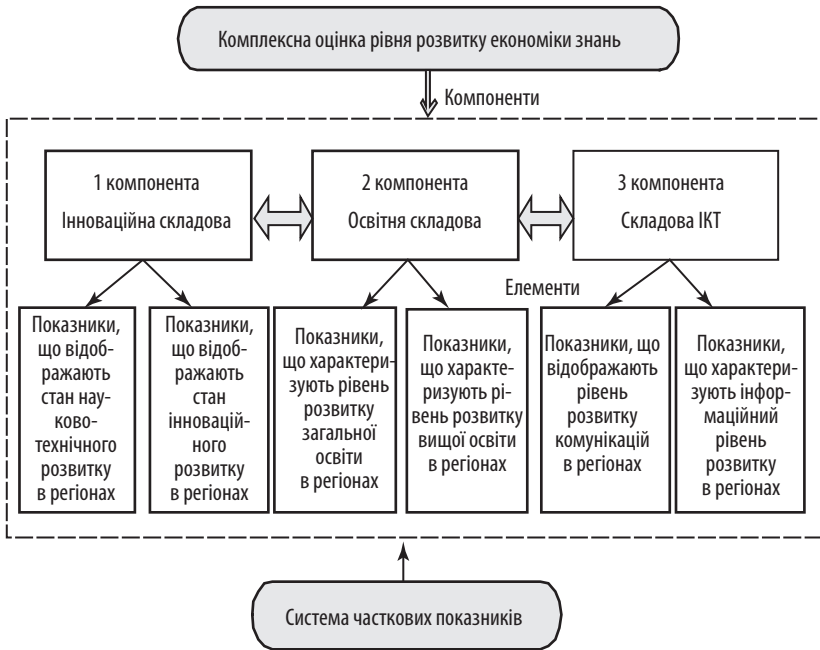 Комплексна оцінка рівня розвитку економіки знань
Компоненти
1 компонента
Інноваційна складова
2 компонента
Освітня складова
3 компонента
Складова ІКТ
Елементи
Показники,
що відоб-
ражають
стан нау-
ково-
технічного
розвитку
в регіонах
Показники,
що відоб-
ражають
стан
інновацій-
ного
розвитку
в регіонах
Показники,
що характери-
зують рівень
розвитку
загальної
освіти
в регіонах
Показники,
що характе-
ризують рі-
вень розвитку
вищої освіти
в регіонах
Показники, що
відображають
рівень
розвитку
комунікацій
в регіонах
Показники,
що характери-
зують інфор-
маційний
рівень
розвитку
в регіонах
Система часткових показників